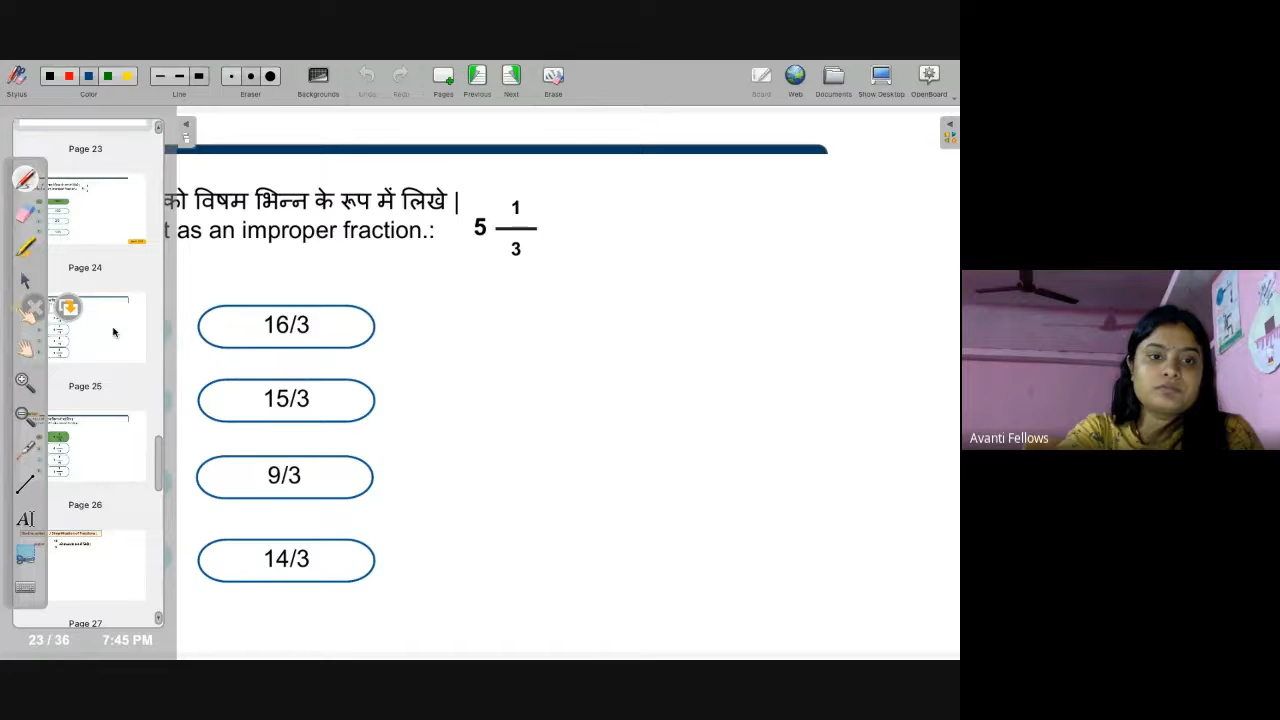 Stylus
Color
Line
Eraser
Backgrounds
Undo
Redo
Pages
Previous
Next
Erase
Board
Web
Documents
Show Desktop
OpenBoard
Page 23
Page 24
Page 25
Page 26
Page 27
23 / 36
7:45 PM
को विषम भिन्न के रूप में लिखे |
t as an improper fraction.:
5 1
3
16/3
15/3
9/3
14/3
Avanti Fellows